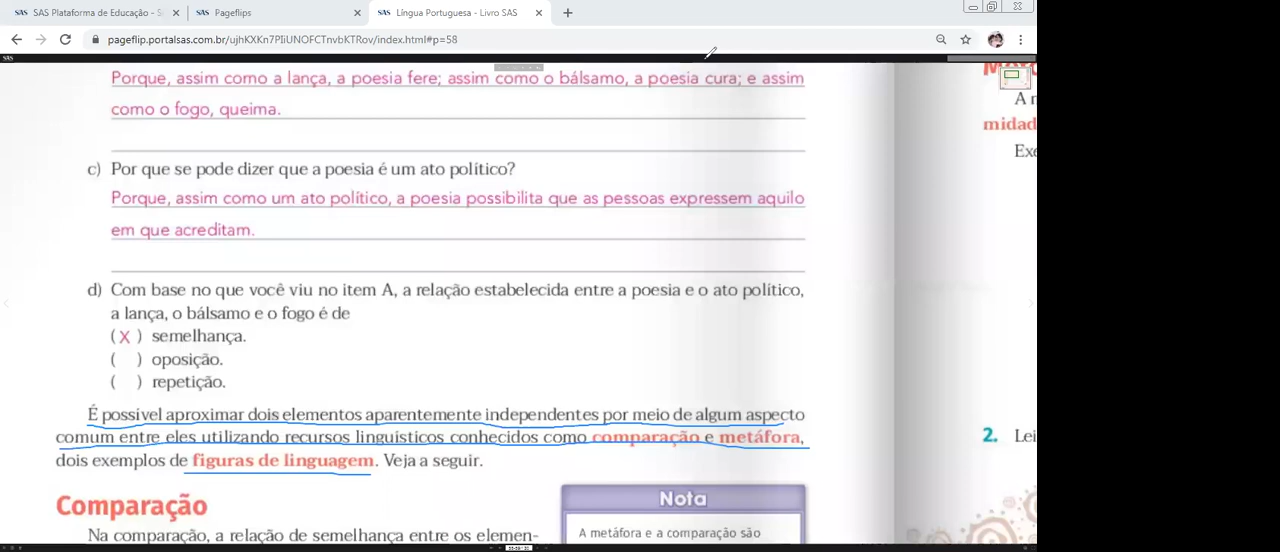 SAS SAS Plataforma de Educação - S
SAS Pageflips
SAS Língua Portuguesa - Livro SAS
pageflip.portalsas.com.br/ujhKXKn7PIiUNOFCTnvbKTRov/index.html#p=58
SAS
Porque, assim como a lança, a poesia fere; assim como o bálsamo, a poesia cura; e assim
como o fogo, queima.
c) Por que se pode dizer que a poesia é um ato político?
Porque, assim como um ato político, a poesia possibilita que as pessoas expressem aquilo
em que acreditam.
d) Com base no que você viu no item A, a relação estabelecida entre a poesia e o ato político,
a lança, o bálsamo e o fogo é de
(X) semelhança.
( ) oposição.
( ) repetição.
É possível aproximar dois elementos aparentemente independentes por meio de algum aspecto
comum entre eles utilizando recursos linguísticos conhecidos como comparação e metáfora,
dois exemplos de figuras de linguagem. Veja a seguir.
Comparação
Na comparação, a relação de semelhança entre os elemen-
Nota
A metáfora e a comparação são
A
midad
Exe
2. Lei